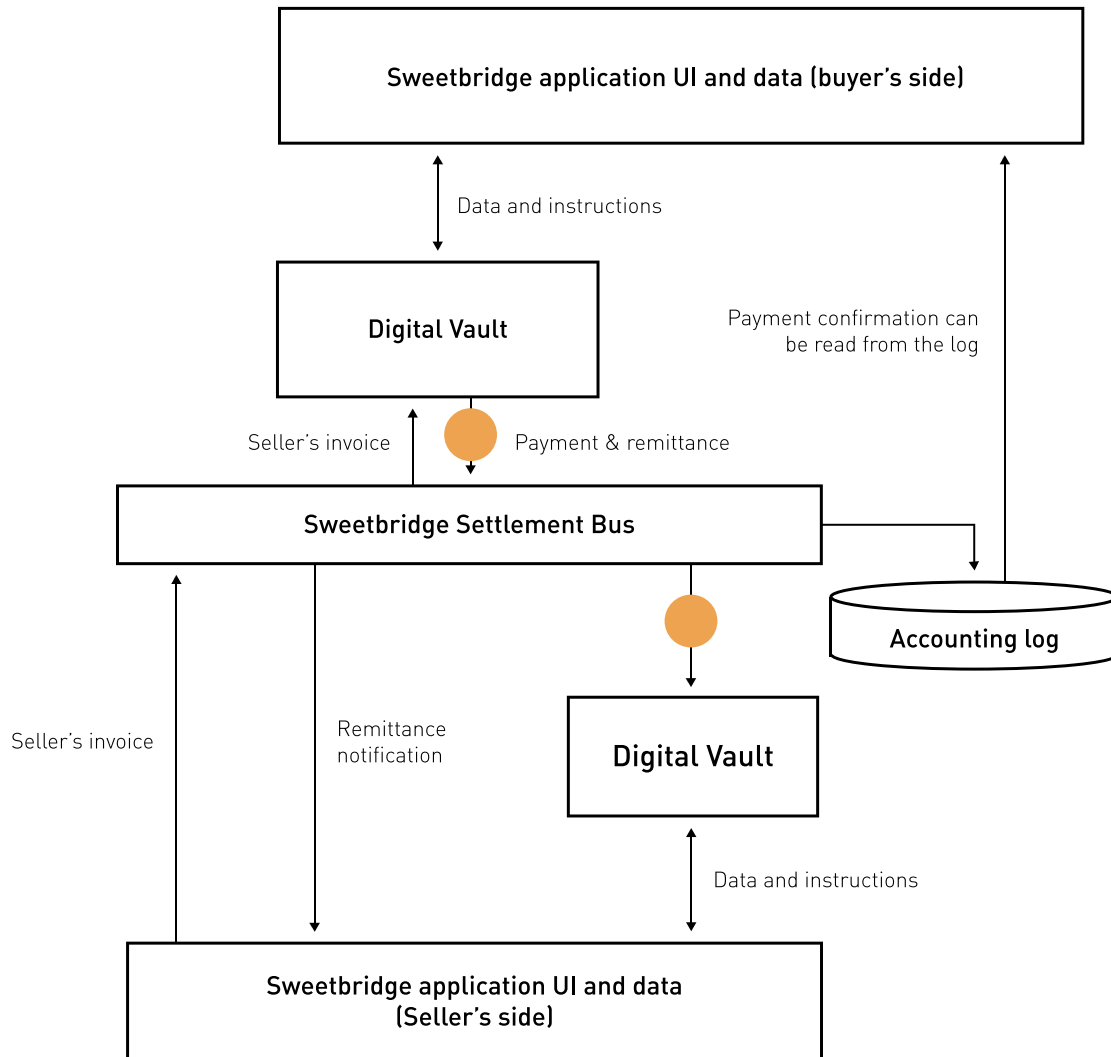 Sweetbridge application UI and data (buyer’s side)
Data and instructions
Digital Vault
Payment confirmation can
be read from the log
Seller’s invoice
Payment & remittance
Sweetbridge Settlement Bus
Accounting log
Seller’s invoice
Remittance
notification
Digital Vault
Data and instructions
Sweetbridge application UI and data
(Seller’s side)